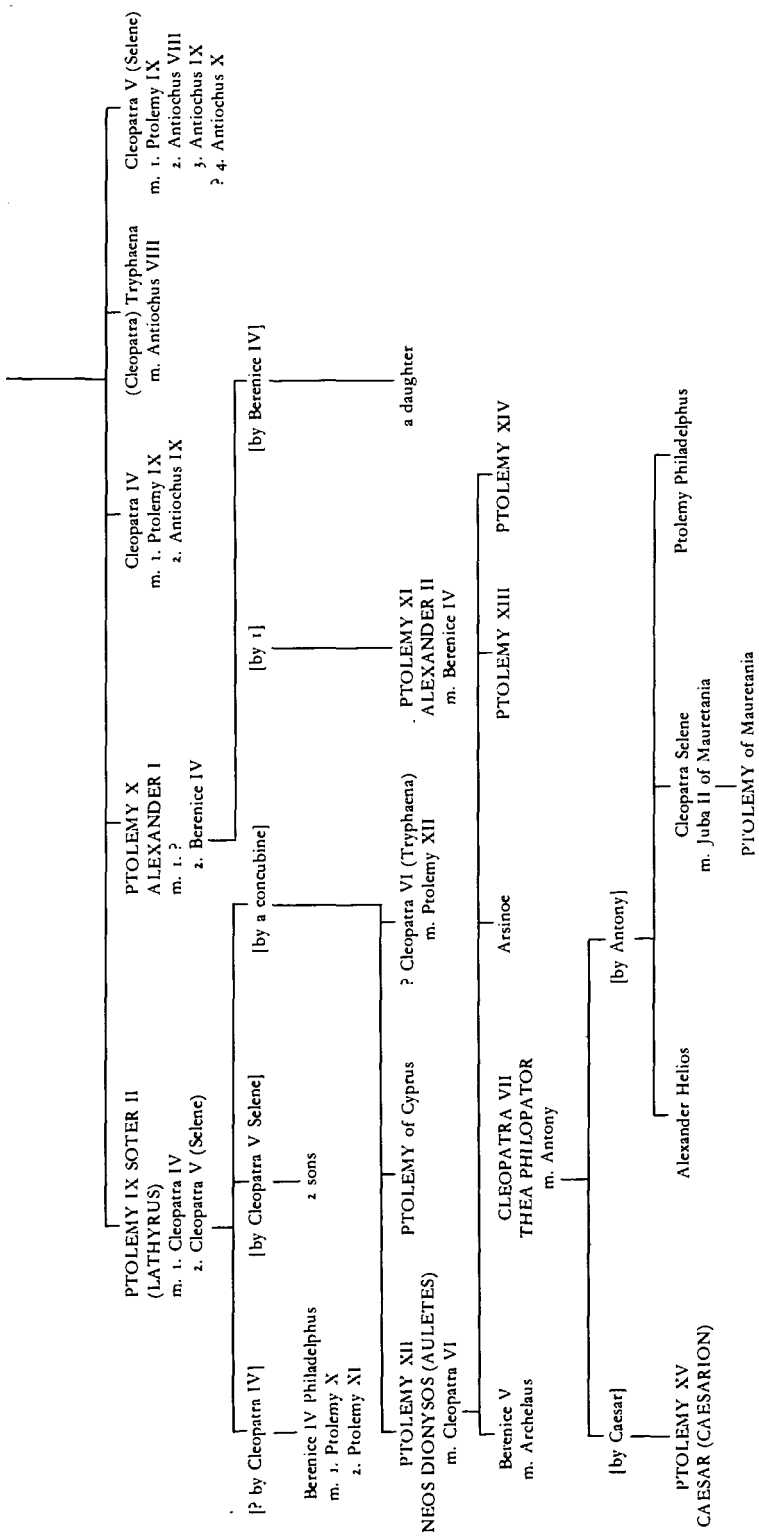 PTOLEMY IX SOTER II
(LATHYRUS)
m. 1. Cleopatra IV
2. Cleopatra V (Selene)
PTOLEMY X
ALEXANDER I
m. 1. ?
2. Berenice IV
Cleopatra IV
m. 1. Ptolemy IX
2. Antiochus IX
(Cleopatra) Tryphaena
m. Antiochus VIII
Cleopatra V (Selene)
m. 1. Ptolemy IX
2. Antiochus VIII
3. Antiochus IX
? 4. Antiochus X
[? by Cleopatra IV]
[by Cleopatra V Selene]
[by a concubine]
[by 1]
[by Berenice IV]
Berenice IV Philadelphus
m. 1. Ptolemy X
2. Ptolemy XI
2 sons
PTOLEMY XII
NEOS DIONYSOS (AULETES)
m. Cleopatra VI
PTOLEMY of Cyprus
? Cleopatra VI (Tryphaena)
m. Ptolemy XII
PTOLEMY XI
ALEXANDER II
m. Berenice IV
a daughter
Berenice V
m. Archelaus
CLEOPATRA VII
THEA PHILOPATOR
m. Antony
Arsinoe
PTOLEMY XIII
PTOLEMY XIV
[by Caesar]
[by Antony]
PTOLEMY XV
CAESAR (CAESARION)
Alexander Helios
Cleopatra Selene
m. Juba II of Mauretania
Ptolemy Philadelphus
PTOLEMY of Mauretania